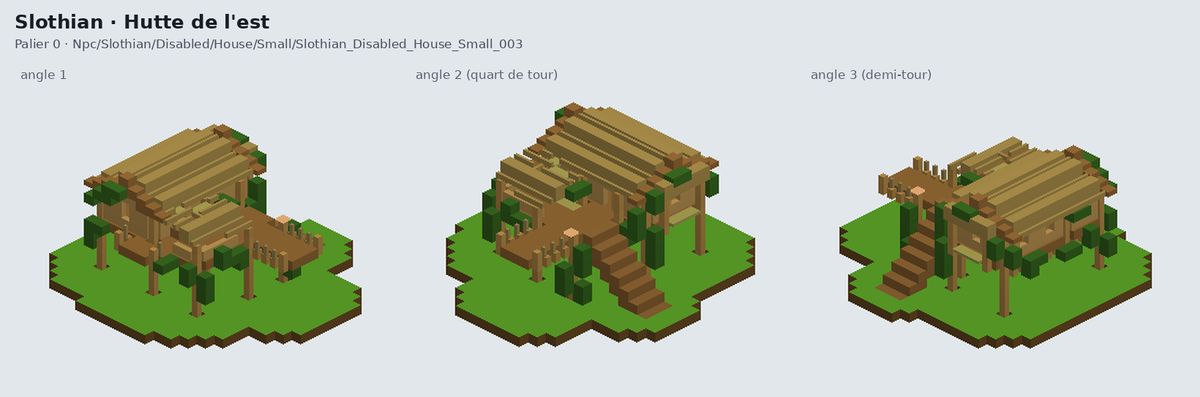 Slothian · Hutte de l'est
Palier 0 · Npc/Slothian/Disabled/House/Small/Slothian_Disabled_House_Small_003
angle 1
angle 2 (quart de tour)
angle 3 (demi-tour)